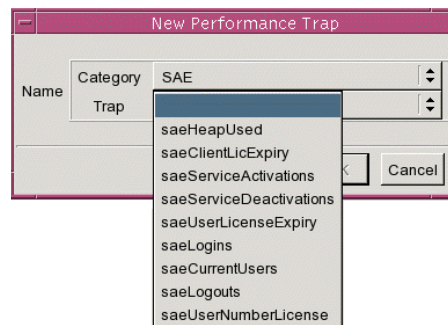 New Performance Trap
Name
Category SAE
Trap
saeHeapUsed
saeClientLicExpiry
saeServiceActivations
saeServiceDeactivations
saeUserLicenseExpiry
saeLogins
saeCurrentUsers
saeLogouts
saeUserNumberLicense
Cancel